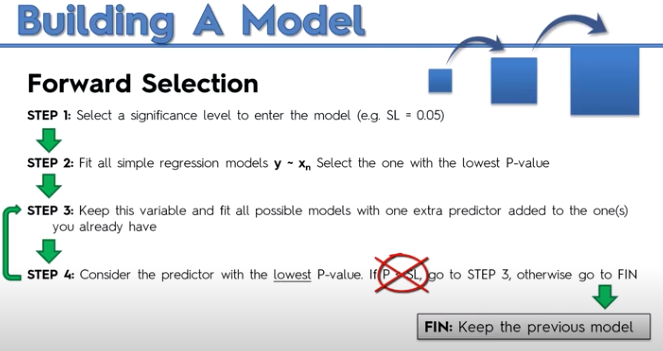 Building A Model
Forward Selection
STEP 1: Select a significance level to enter the model (e.g. SL = 0.05)
STEP 2: Fit all simple regression models y ~ xn Select the one with the lowest P-value
STEP 3: Keep this variable and fit all possible models with one extra predictor added to the one(s)
you already have
STEP 4: Consider the predictor with the lowest P-value. If P < SL, go to STEP 3, otherwise go to FIN
FIN: Keep the previous model